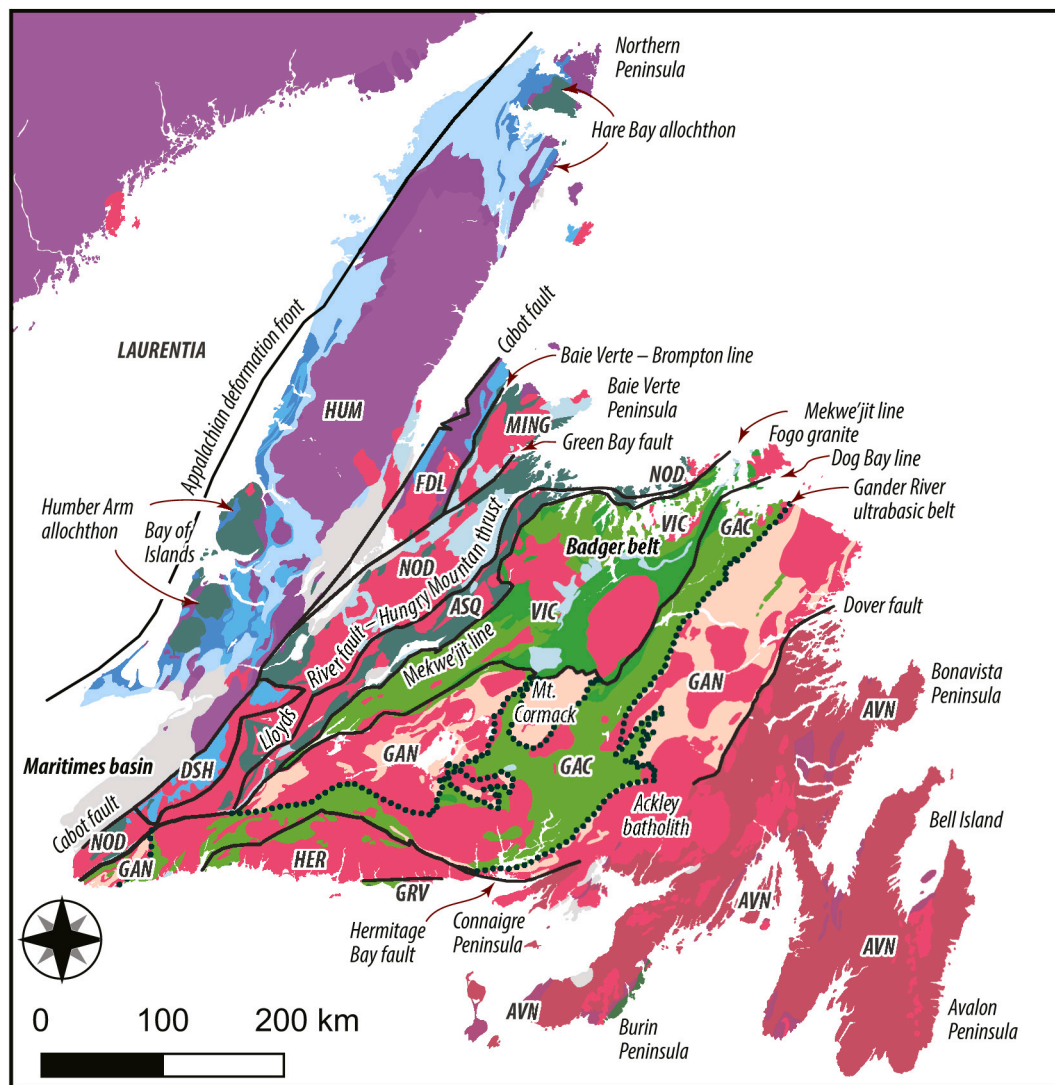 Northern
Peninsula
Hare Bay allochthon
LAURENTIA
Appalachian deformation front
Cabot fault
HUM
Baie Verte – Brompton line
Baie Verte
Peninsula
MING
Green Bay fault
Mekwe'jit line
Fogo granite
Dog Bay line
Gander River
ultrabasic belt
NOD
FDL
VIC
GAC
Humber Arm
allochthon
Bay of
Islands
Badger belt
NOD
ASQ
River fault – Hungry Mountain thrust
Lloyds
Mekwe'jit line
VIC
Dover fault
GAN
Bonavista
Peninsula
AVN
Mt.
Cormack
GAN
GAC
Maritimes basin
DSH
Cabot fault
NOD
GAN
HER
GRV
Ackley
batholith
Bell Island
Hermitage
Bay fault
Connaigre
Peninsula
AVN
AVN
AVN
Burin
Peninsula
Avalon
Peninsula
0 100 200 km